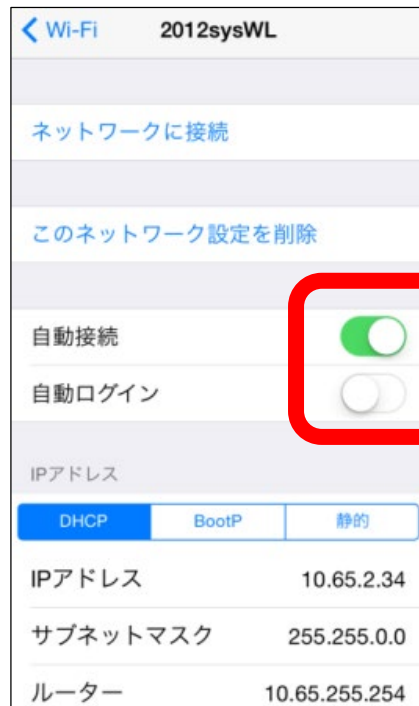 Wi-Fi 2012sysWL
ネットワークに接続
このネットワーク設定を削除
自動接続
自動ログイン
IPアドレス
DHCP BootP 静的
IPアドレス 10.65.2.34
サブネットマスク 255.255.0.0
ルーター 10.65.255.254